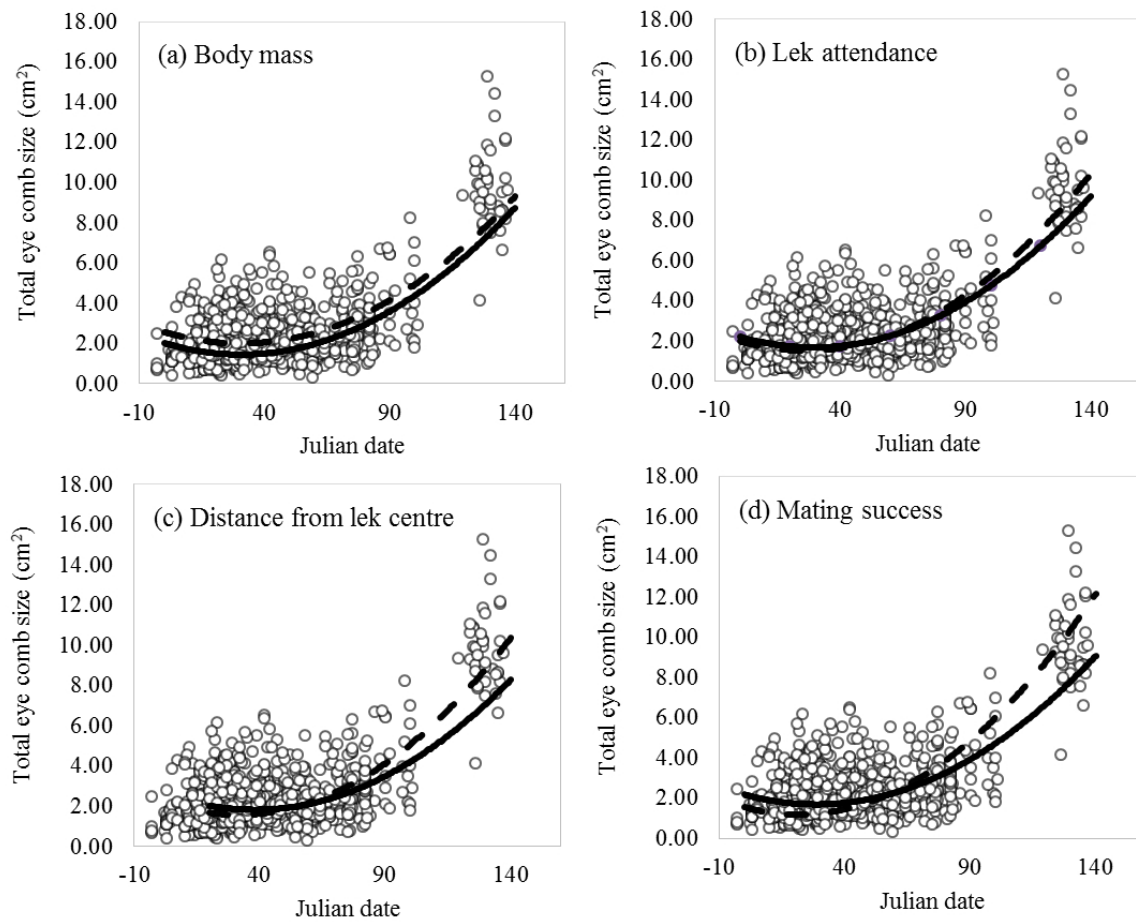 18.00
16.00
14.00
12.00
10.00
8.00
6.00
4.00
2.00
0.00
Total eye comb size (cm²)
(a) Body mass
-10 40 90 140
Julian date
18.00
16.00
14.00
12.00
10.00
8.00
6.00
4.00
2.00
0.00
Total eye comb size (cm²)
(b) Lek attendance
-10 40 90 140
Julian date
18.00
16.00
14.00
12.00
10.00
8.00
6.00
4.00
2.00
0.00
Total eye comb size (cm²)
(c) Distance from lek centre
-10 40 90 140
Julian date
18.00
16.00
14.00
12.00
10.00
8.00
6.00
4.00
2.00
0.00
Total eye comb size (cm²)
(d) Mating success
-10 40 90 140
Julian date